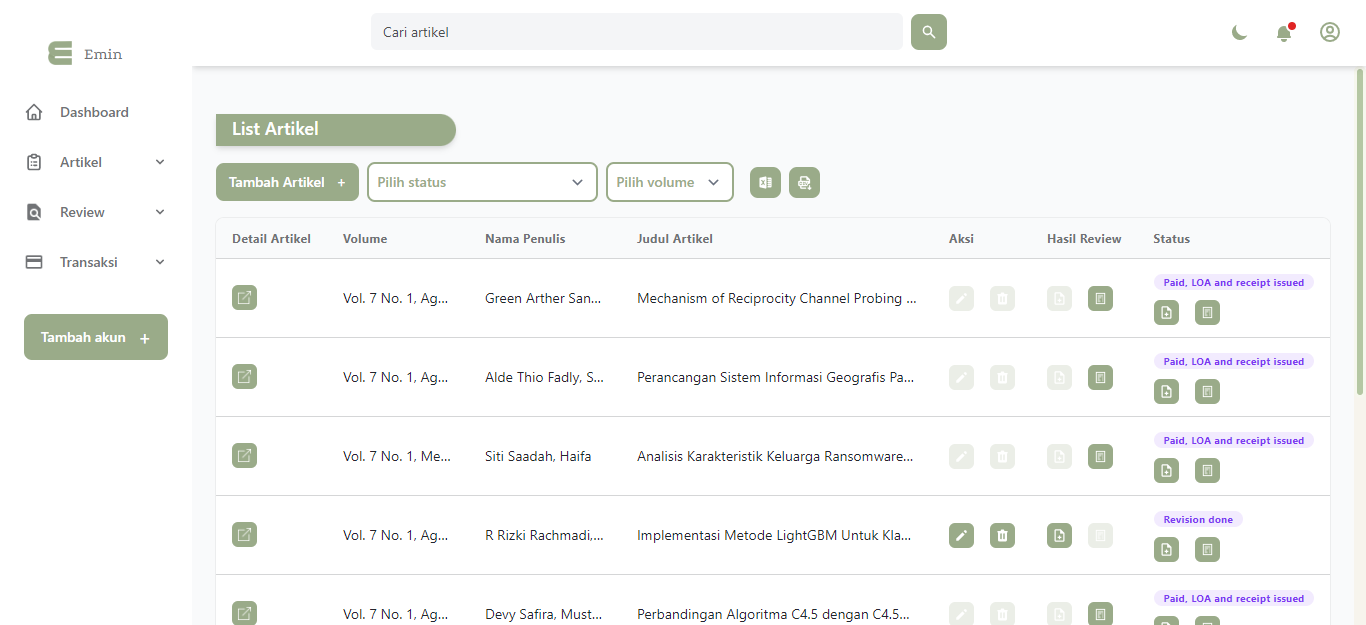 Cari artikel
Emin
Dashboard
Artikel
Review
Transaksi
Tambah akun +
List Artikel
Tambah Artikel +
Pilih status
Pilih volume
Detail Artikel Volume Nama Penulis Judul Artikel Aksi Hasil Review Status
Vol. 7 No. 1, Ag... Green Arther San... Mechanism of Reciprocity Channel Probing ... Paid, LOA and receipt issued
Vol. 7 No. 1, Ag... Alde Thio Fadly, S... Perancangan Sistem Informasi Geografis Pa... Paid, LOA and receipt issued
Vol. 7 No. 1, Me... Siti Saadah, Haifa Analisis Karakteristik Keluarga Ransomware... Paid, LOA and receipt issued
Vol. 7 No. 1, Ag... R Rizki Rachmadi,... Implementasi Metode LightGBM Untuk Kla... Revision done
Vol. 7 No. 1, Ag... Devy Safira, Must... Perbandingan Algoritma C4.5 dengan C4.5... Paid, LOA and receipt issued